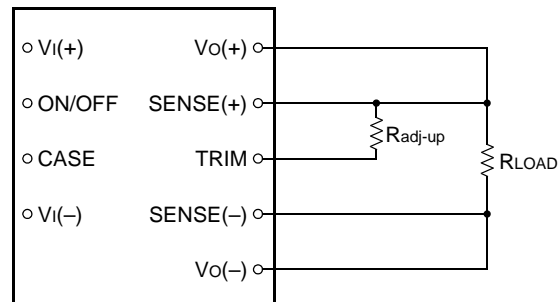 VI(+)
VO(+)
ON/OFF
SENSE(+)
Radj-up
CASE
TRIM
RLOAD
VI(–)
SENSE(–)
VO(–)